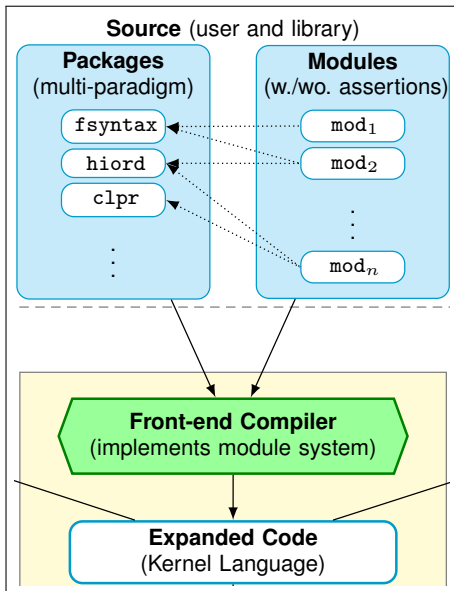 Source (user and library)
Packages
(multi-paradigm)
fsyntax
hiord
clpr
.
.
.
Modules
(w./wo. assertions)
mod₁
mod₂
.
.
.
modₙ
Front-end Compiler
(implements module system)
Expanded Code
(Kernel Language)